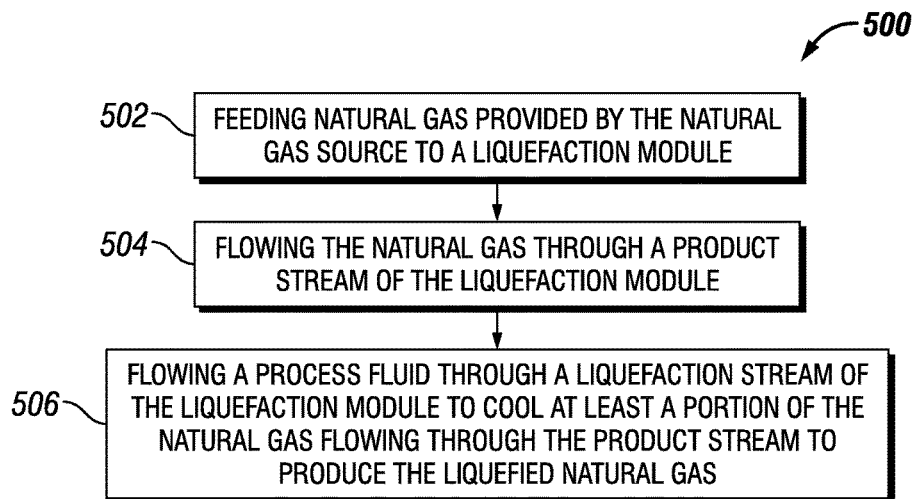 500
502
FEEDING NATURAL GAS PROVIDED BY THE NATURAL
GAS SOURCE TO A LIQUEFACTION MODULE
504
FLOWING THE NATURAL GAS THROUGH A PRODUCT
STREAM OF THE LIQUEFACTION MODULE
506
FLOWING A PROCESS FLUID THROUGH A LIQUEFACTION STREAM OF
THE LIQUEFACTION MODULE TO COOL AT LEAST A PORTION OF THE
NATURAL GAS FLOWING THROUGH THE PRODUCT STREAM TO
PRODUCE THE LIQUEFIED NATURAL GAS